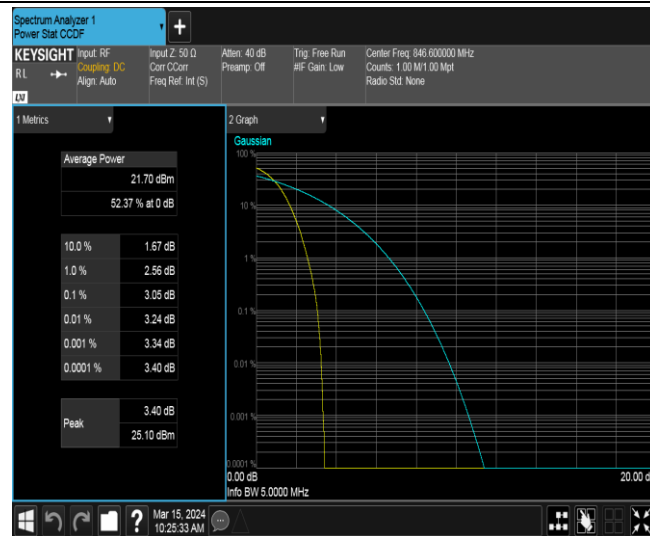 Spectrum Analyzer 1
Power Stat CCDF
+
KEYSIGHT
R L
LXI
Input: RF
Coupling: DC
Align: Auto
Input Z: 50 Ω
Corr CCorr
Freq Ref: Int (S)
Atten: 40 dB
Preamp: Off
Trig: Free Run
#IF Gain: Low
Center Freq: 846.600000 MHz
Counts: 1.00 M/1.00 Mpt
Radio Std: None
1 Metrics
Average Power
21.70 dBm
52.37 % at 0 dB
10.0 % 1.67 dB
1.0 % 2.56 dB
0.1 % 3.05 dB
0.01 % 3.24 dB
0.001 % 3.34 dB
0.0001 % 3.40 dB
Peak 3.40 dB
25.10 dBm
2 Graph
Gaussian
100 %
10 %
1 %
0.1 %
0.01 %
0.001 %
0.0001 %
0.00 dB 20.00 d
Info BW 5.0000 MHz
?
Mar 15, 2024
10:25:33 AM